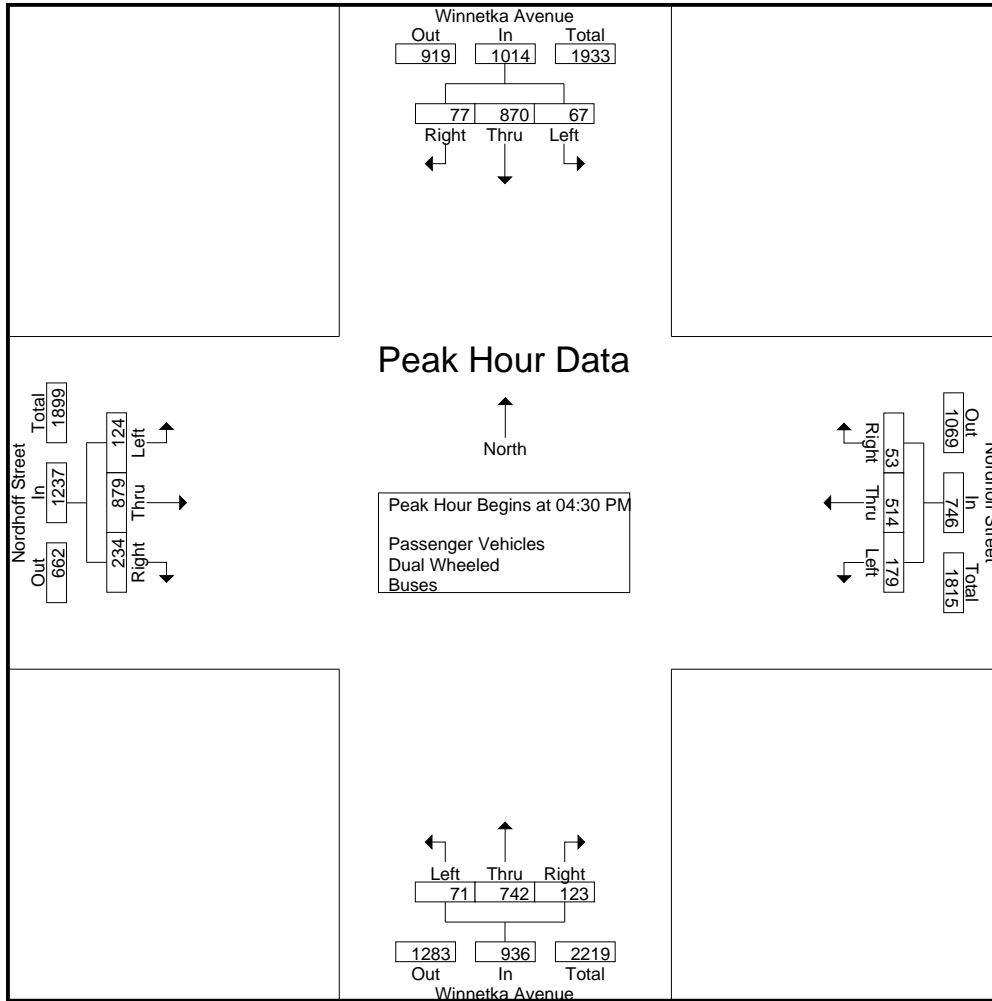 Winnetka Avenue
Out In Total
919 1014 1933
77 870 67
Right Thru Left
Peak Hour Data
North
Peak Hour Begins at 04:30 PM
Passenger Vehicles
Dual Wheeled
Buses
Nordhoff Street
Out In Total
662 1237 1899
234 879 124
Right Thru Left
Nordhoff Street
Out In Total
1069 746 1815
53 514 179
Right Thru Left
Left Thru Right
71 742 123
1283 936 2219
Out In Total
Winnetka Avenue